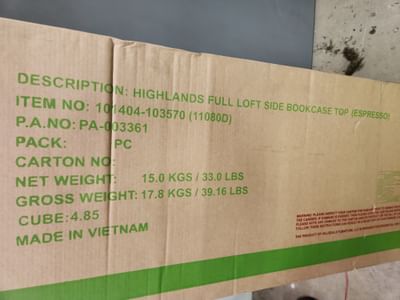 DESCRIPTION: HIGHLANDS FULL LOFT SIDE BOOKCASE TOP (ESPRESSO)
ITEM NO: 101404-103570 (11080D)
P.A.NO: PA-003361
PACK: PC
CARTON NO:
NET WEIGHT: 15.0 KGS / 33.0 LBS
GROSS WEIGHT: 17.8 KGS / 39.16 LBS
CUBE: 4.85
MADE IN VIETNAM